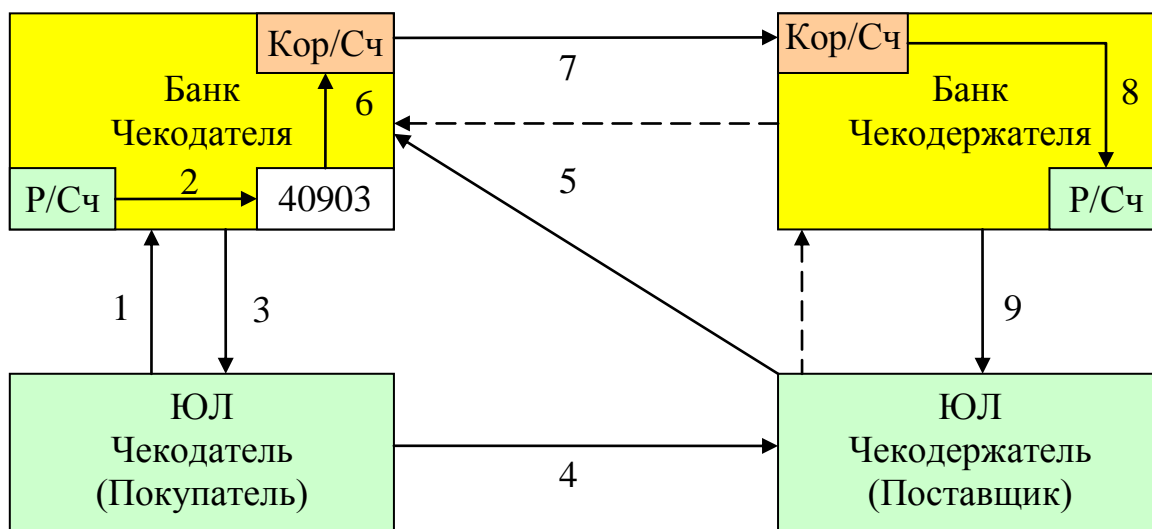 Кор/Сч
7
Кор/Сч
Банк
Чекодателя
6
Банк
Чекодержателя
8
2
5
Р/Сч
40903
Р/Сч
1
3
9
ЮЛ
Чекодатель
(Покупатель)
4
ЮЛ
Чекодержатель
(Поставщик)